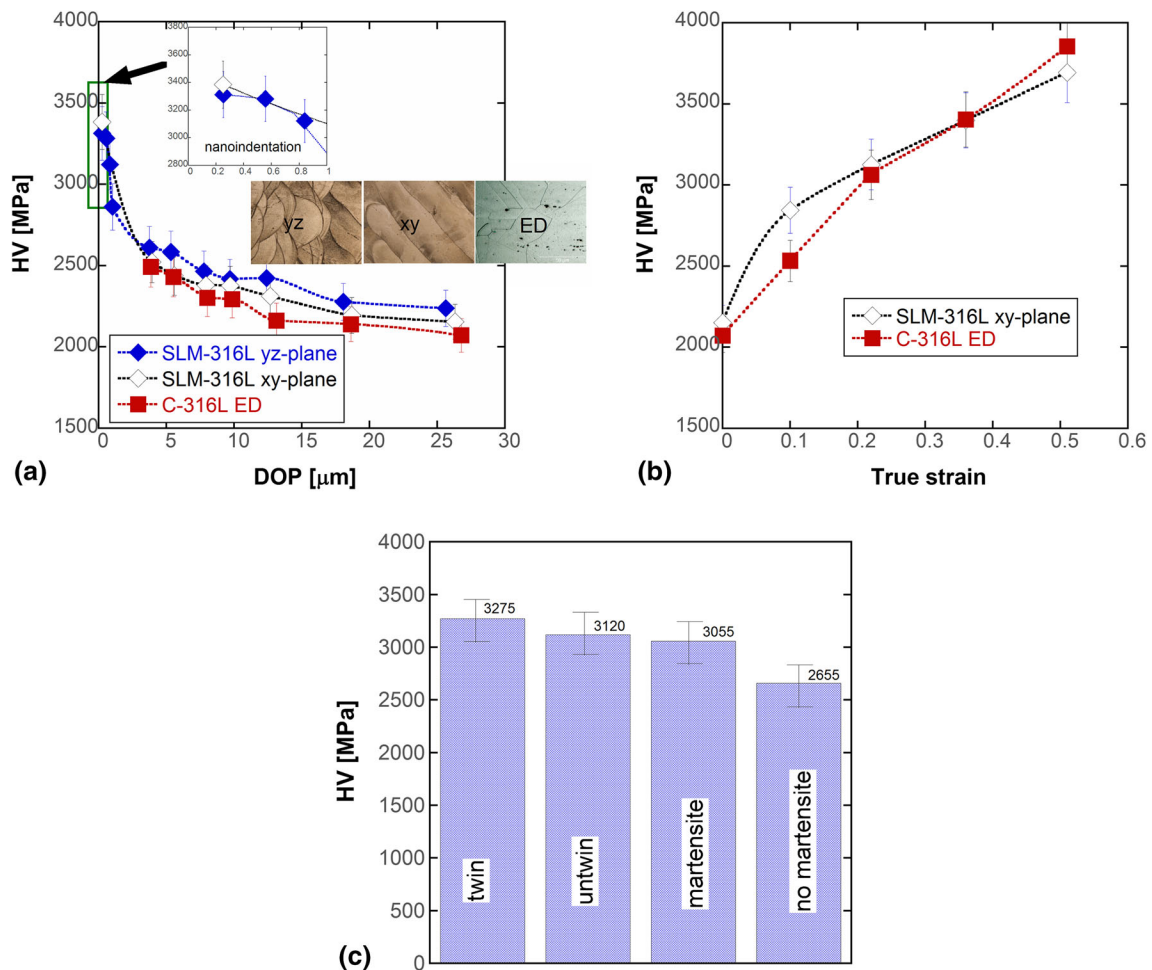 4000
3500
3000
2500
2000
1500
HV [MPa]
0
5
10
15
20
25
30
DOP [μm]
(a)
3800
3600
3400
3200
3000
2800
0
0.2
0.4
0.6
0.8
1
nanoindentation
yz
xy
ED
SLM-316L yz-plane
SLM-316L xy-plane
C-316L ED
4000
3500
3000
2500
2000
1500
HV [MPa]
0
0.1
0.2
0.3
0.4
0.5
0.6
True strain
(b)
SLM-316L xy-plane
C-316L ED
4000
3500
3000
2500
2000
1500
1000
500
0
HV [MPa]
3275
3120
3055
2655
twin
untwin
martensite
no martensite
(c)